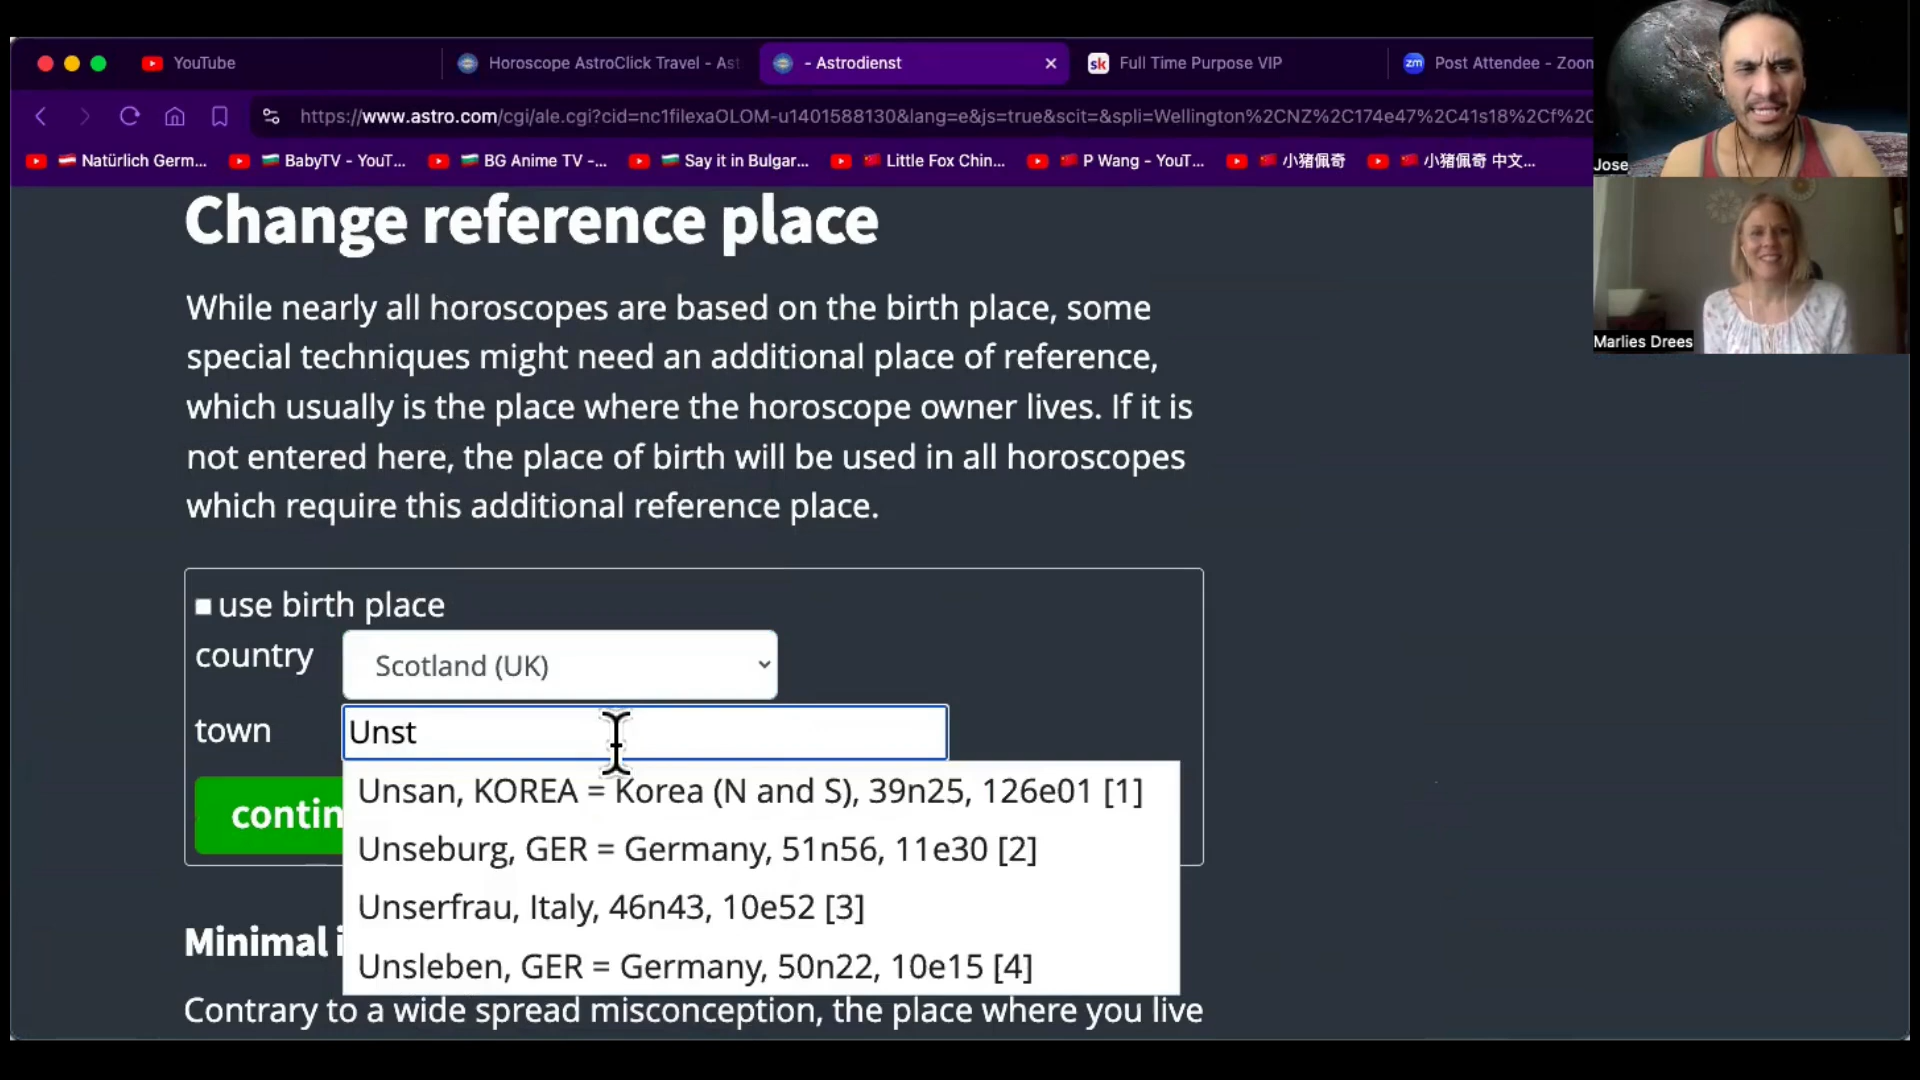 YouTube
Horoscope AstroClick Travel - Ast
- Astrodienst
sk Full Time Purpose VIP
zm Post Attendee - Zoom
https://www.astro.com/cgi/ale.cgi?cid=nc1filexaOLOM-u1401588130&lang=e&js=true&scit=&spli=Wellington%2CNZ%2C174e47%2C41s18%2Cf%2C
Natürlich Germ...
BabyTV - YouT...
BG Anime TV -...
Say it in Bulgar...
Little Fox Chin...
P Wang - YouT...
小猪佩奇
小猪佩奇 中文...
Jose
Marlies Drees
Change reference place
While nearly all horoscopes are based on the birth place, some
special techniques might need an additional place of reference,
which usually is the place where the horoscope owner lives. If it is
not entered here, the place of birth will be used in all horoscopes
which require this additional reference place.
use birth place
country Scotland (UK)
town Unst
Unsan, KOREA = Korea (N and S), 39n25, 126e01 [1]
contin
Unseburg, GER = Germany, 51n56, 11e30 [2]
Unserfrau, Italy, 46n43, 10e52 [3]
Minimal i
Unsleben, GER = Germany, 50n22, 10e15 [4]
Contrary to a wide spread misconception, the place where you live